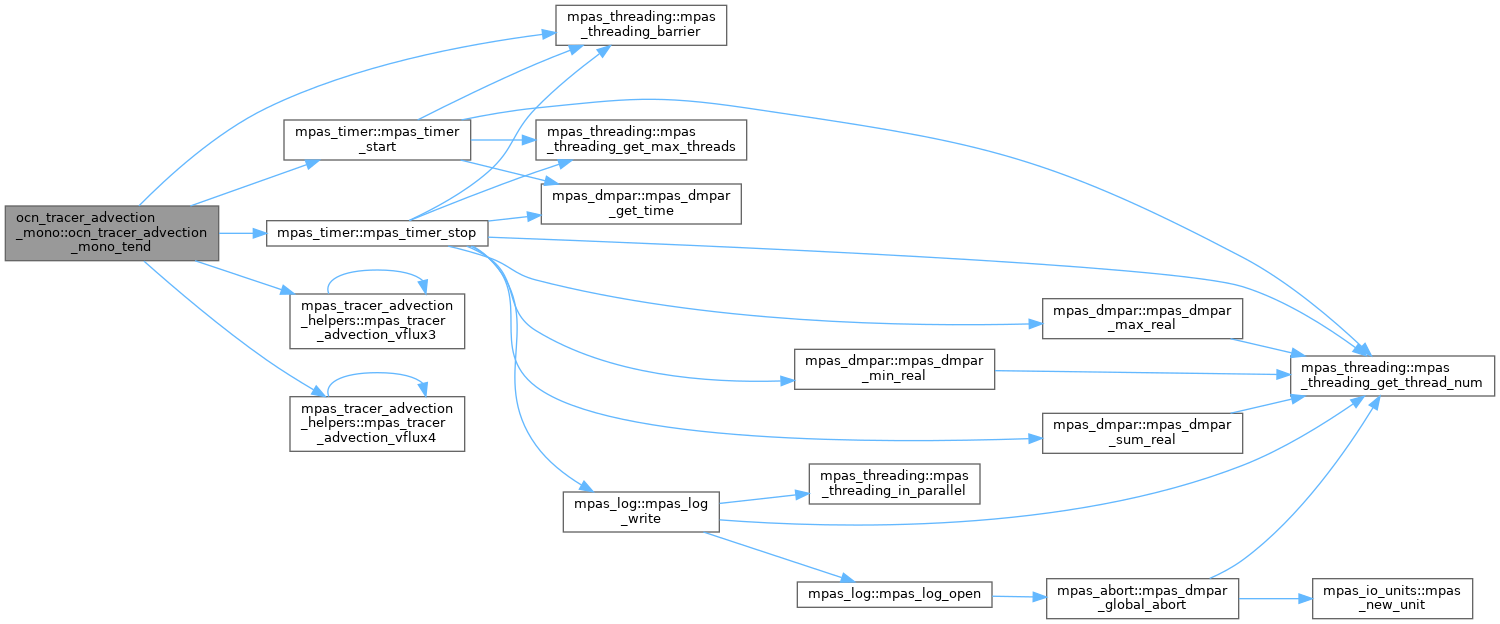 ocn_tracer_advection
_mono::ocn_tracer_advection
_mono_tend
mpas_threading::mpas
_threading_barrier
mpas_timer::mpas_timer
_start
mpas_threading::mpas
_threading_get_max_threads
mpas_dmpar::mpas_dmpar
_get_time
mpas_timer::mpas_timer_stop
mpas_tracer_advection
_helpers::mpas_tracer
_advection_vflux3
mpas_tracer_advection
_helpers::mpas_tracer
_advection_vflux4
mpas_dmpar::mpas_dmpar
_max_real
mpas_dmpar::mpas_dmpar
_min_real
mpas_threading::mpas
_threading_get_thread_num
mpas_dmpar::mpas_dmpar
_sum_real
mpas_log::mpas_log
_write
mpas_threading::mpas
_threading_in_parallel
mpas_log::mpas_log_open
mpas_abort::mpas_dmpar
_global_abort
mpas_io_units::mpas
_new_unit